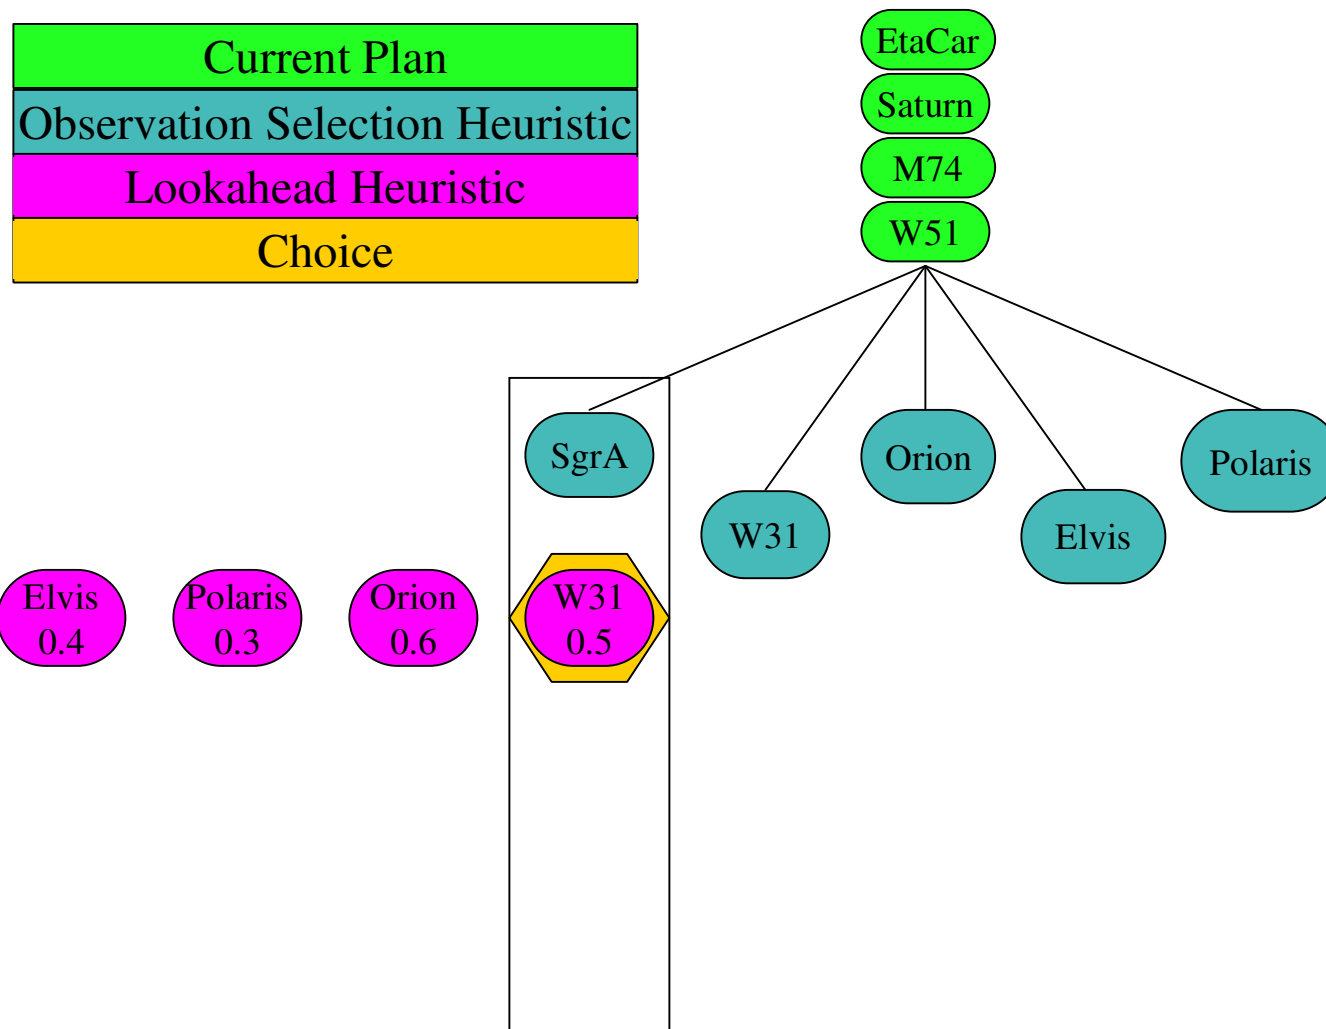 Current Plan
Observation Selection Heuristic
Lookahead Heuristic
Choice
EtaCar
Saturn
M74
W51
SgrA
W31
Orion
Elvis
Polaris
Elvis
0.4
Polaris
0.3
Orion
0.6
W31
0.5